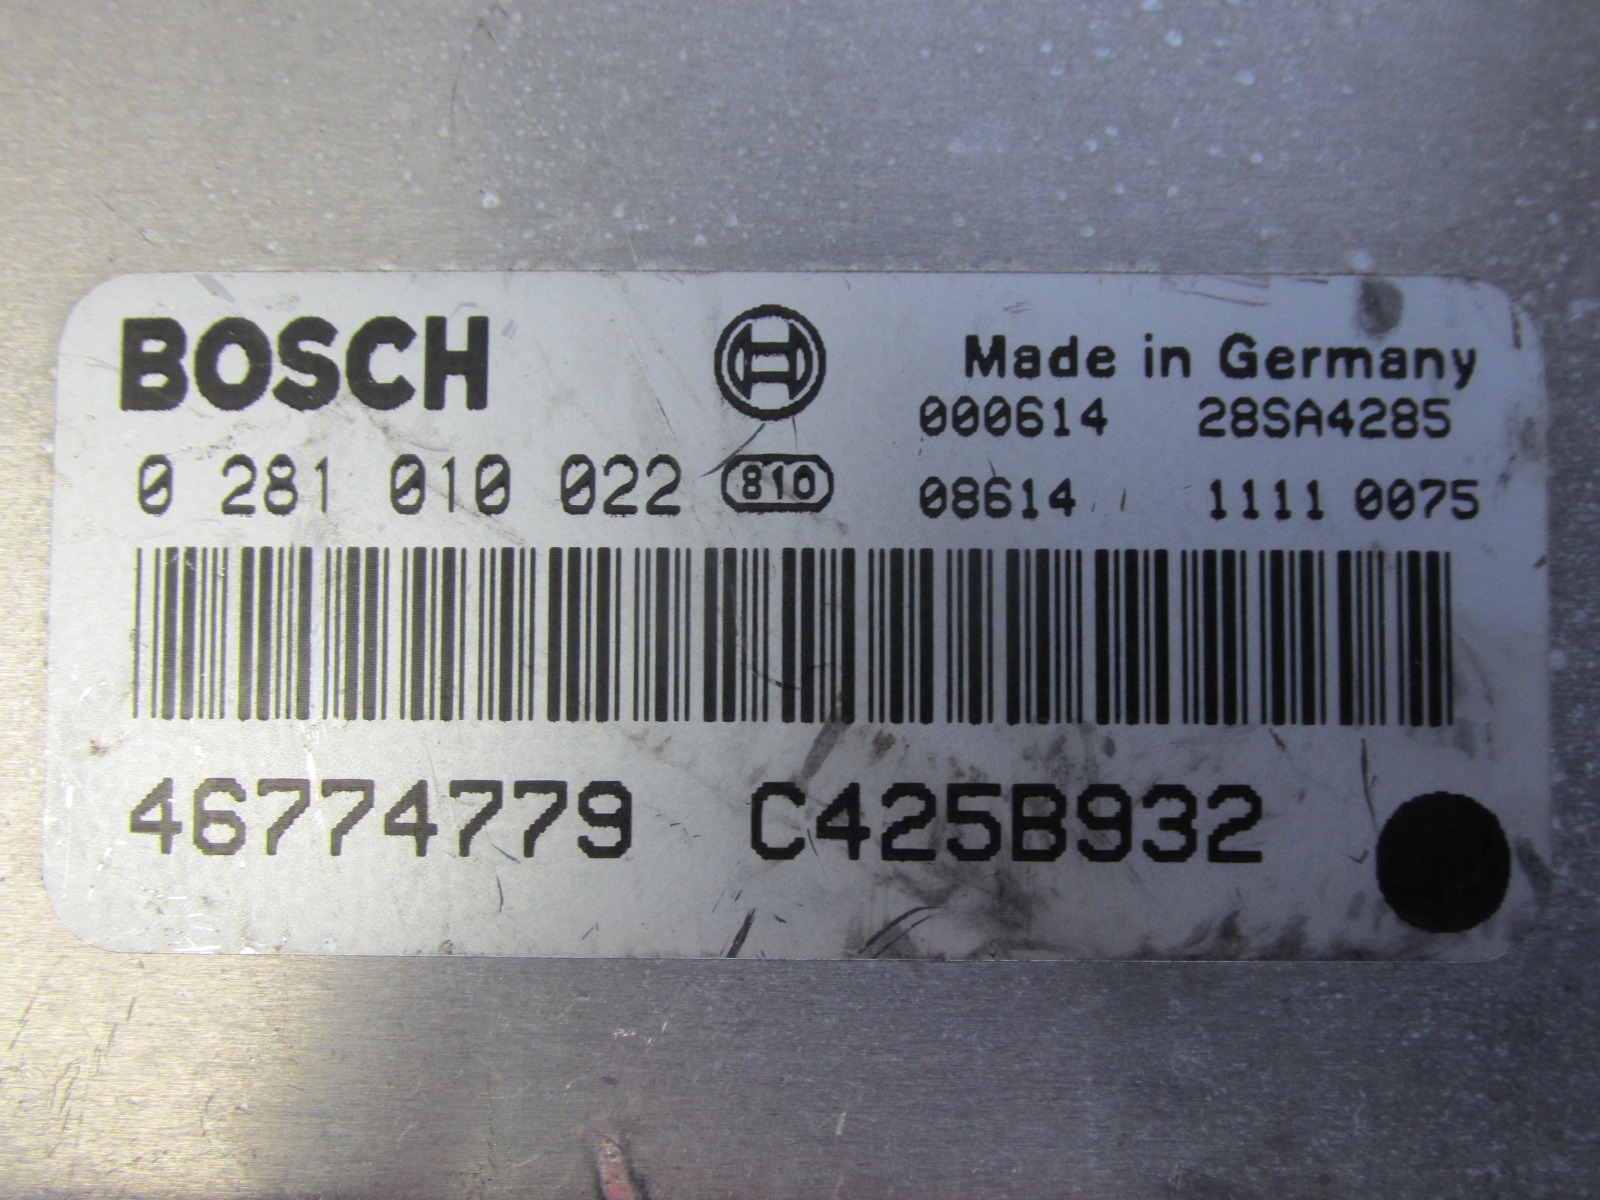 BOSCH
Made in Germany
000614 28SA4285
0 281 010 022 810 08614 1111 0075
46774779 C425B932